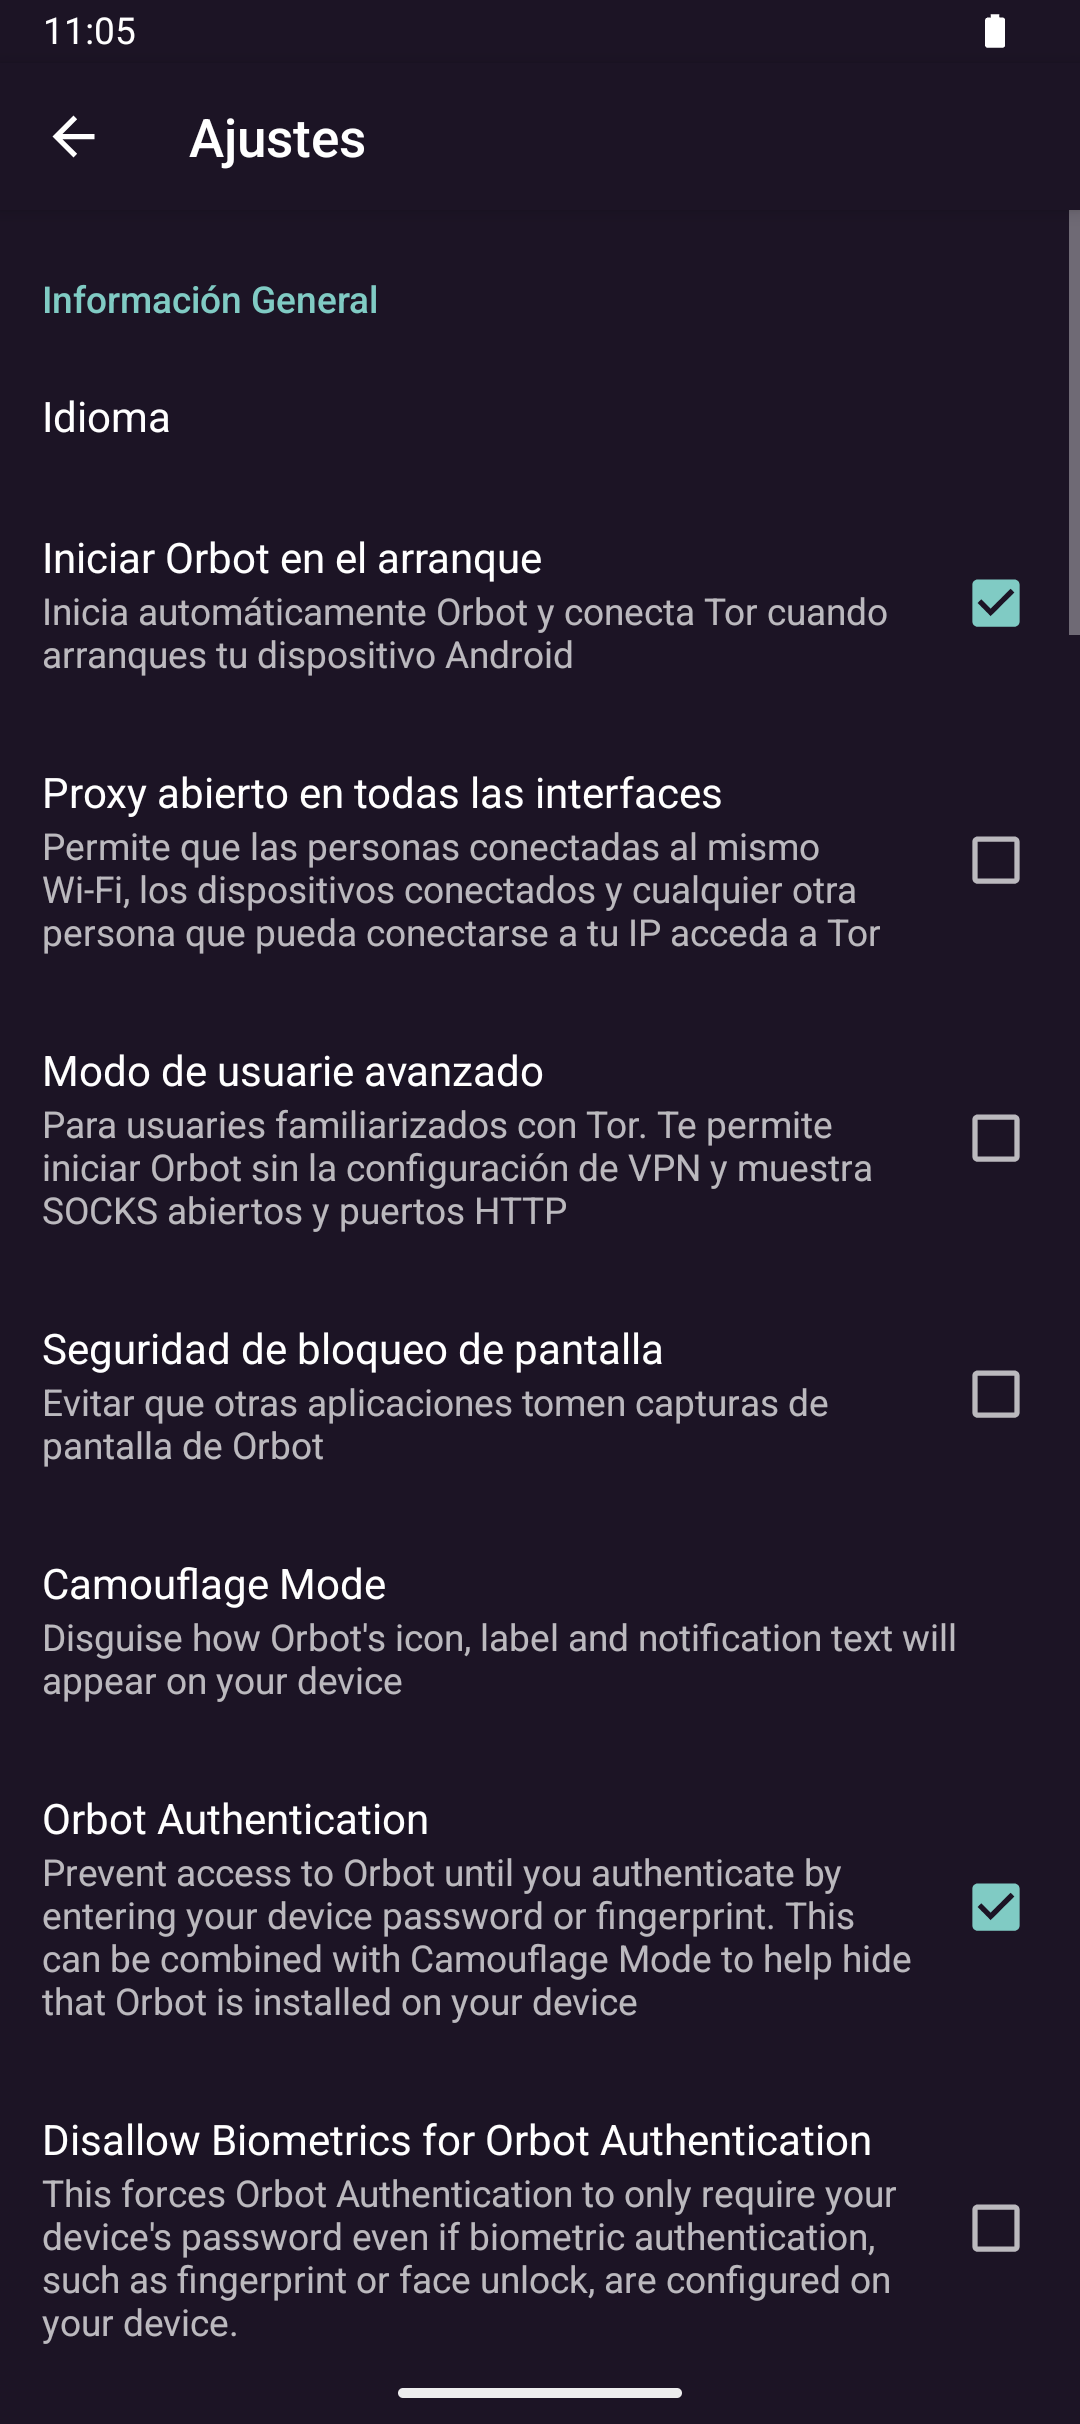 11:05
Ajustes
Información General
Idioma
Iniciar Orbot en el arranque
Inicia automáticamente Orbot y conecta Tor cuando
arranques tu dispositivo Android
Proxy abierto en todas las interfaces
Permite que las personas conectadas al mismo
Wi-Fi, los dispositivos conectados y cualquier otra
persona que pueda conectarse a tu IP acceda a Tor
Modo de usuarie avanzado
Para usuaries familiarizados con Tor. Te permite
iniciar Orbot sin la configuración de VPN y muestra
SOCKS abiertos y puertos HTTP
Seguridad de bloqueo de pantalla
Evitar que otras aplicaciones tomen capturas de
pantalla de Orbot
Camouflage Mode
Disguise how Orbot's icon, label and notification text will
appear on your device
Orbot Authentication
Prevent access to Orbot until you authenticate by
entering your device password or fingerprint. This
can be combined with Camouflage Mode to help hide
that Orbot is installed on your device
Disallow Biometrics for Orbot Authentication
This forces Orbot Authentication to only require your
device's password even if biometric authentication,
such as fingerprint or face unlock, are configured on
your device.